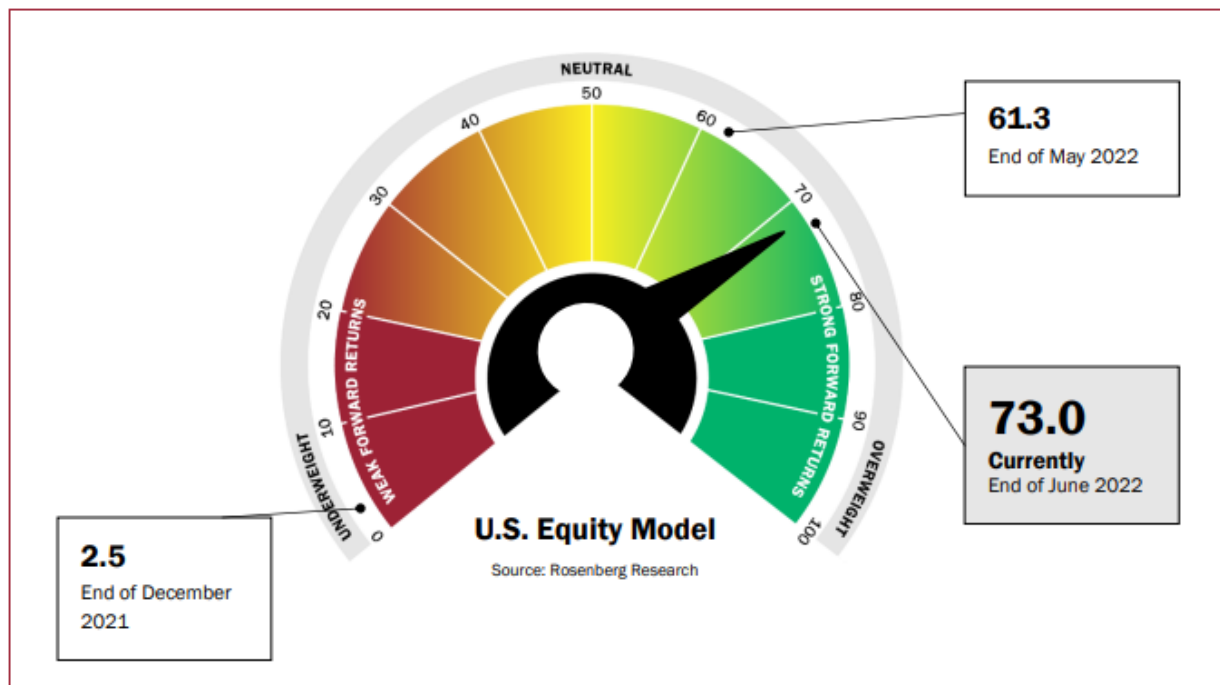 NEUTRAL
50
40
60
30
70
20
80
10
90
0
100
UNDERWEIGHT
WEAK FORWARD RETURNS
STRONG FORWARD RETURNS
OVERWEIGHT
61.3
End of May 2022
73.0
Currently
End of June 2022
2.5
End of December
2021
U.S. Equity Model
Source: Rosenberg Research